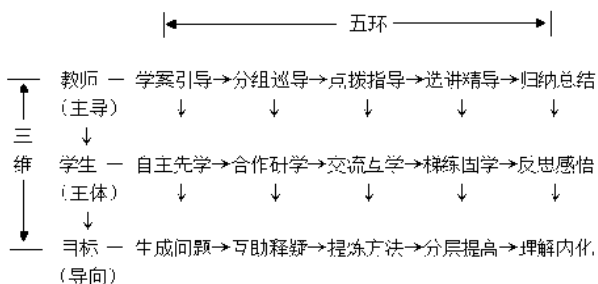 五环
教师 — 学案引导→分组巡导→点拨指导→选讲精导→归纳总结
(主导)
三维
学生 — 自主先学→合作研学→交流互学→梯练固学→反思感悟
(主体)
目标 — 生成问题→互助释疑→提炼方法→分层提高→理解内化
(导向)